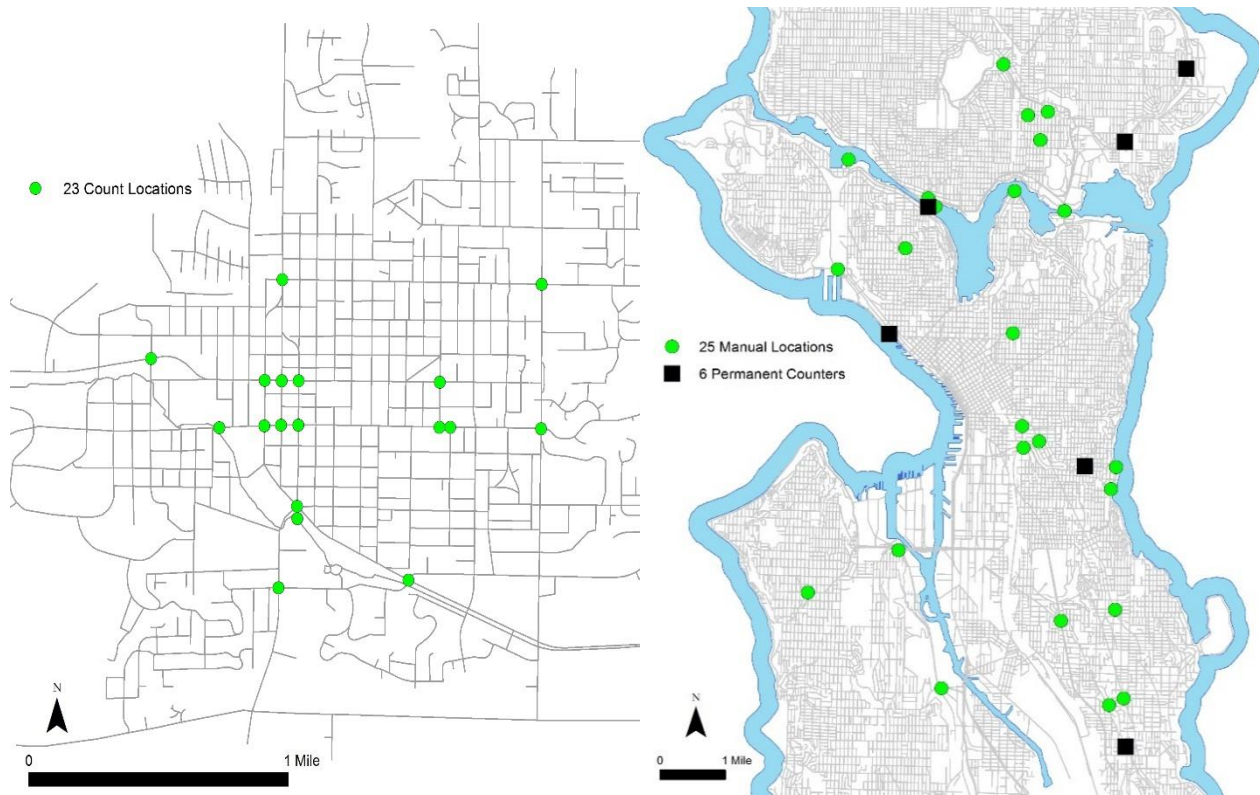 23 Count Locations
N
0
1 Mile
25 Manual Locations
6 Permanent Counters
N
0
1 Mile